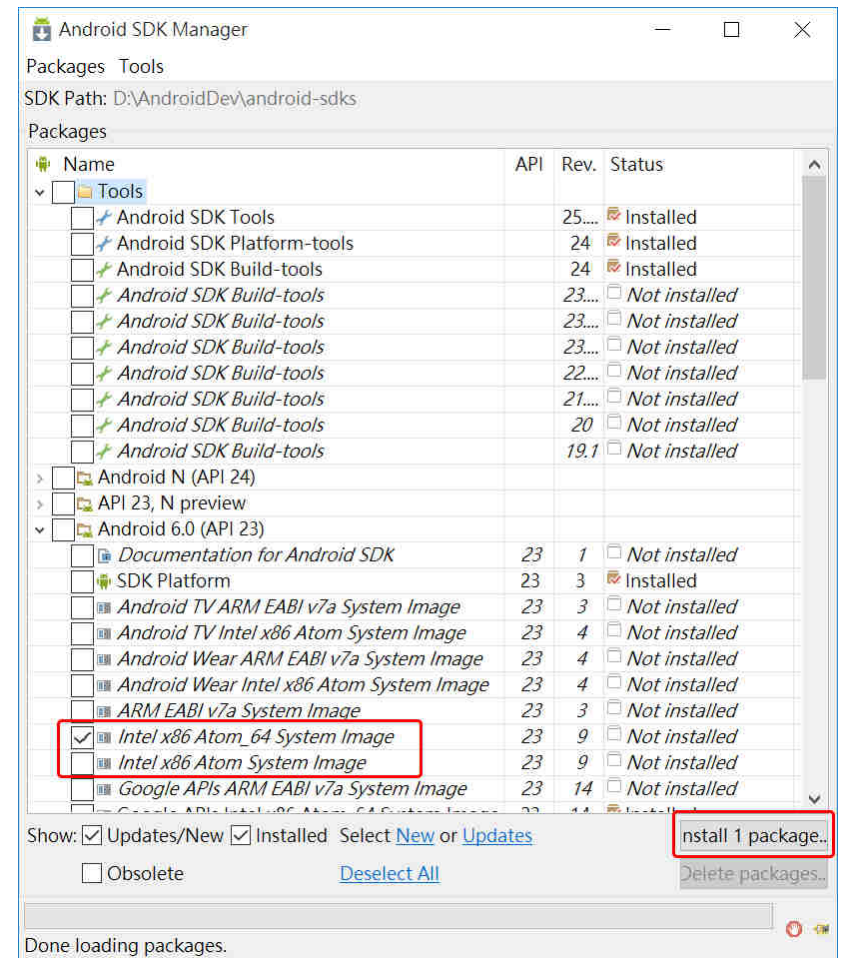 Android SDK Manager
Packages Tools
SDK Path: D:\AndroidDev\android-sdks
Packages
Name API Rev. Status
Tools
Android SDK Tools 25.... Installed
Android SDK Platform-tools 24 Installed
Android SDK Build-tools 24 Installed
Android SDK Build-tools 23.... Not installed
Android SDK Build-tools 23.... Not installed
Android SDK Build-tools 23.... Not installed
Android SDK Build-tools 22.... Not installed
Android SDK Build-tools 21.... Not installed
Android SDK Build-tools 20 Not installed
Android SDK Build-tools 19.1 Not installed
Android N (API 24)
API 23, N preview
Android 6.0 (API 23)
Documentation for Android SDK 23 1 Not installed
SDK Platform 23 3 Installed
Android TV ARM EABI v7a System Image 23 3 Not installed
Android TV Intel x86 Atom System Image 23 4 Not installed
Android Wear ARM EABI v7a System Image 23 4 Not installed
Android Wear Intel x86 Atom System Image 23 4 Not installed
ARM EABI v7a System Image 23 3 Not installed
Intel x86 Atom_64 System Image 23 9 Not installed
Intel x86 Atom System Image 23 9 Not installed
Google APIs ARM EABI v7a System Image 23 14 Not installed
Show: Updates/New Installed Select New or Updates nstall 1 package..
Obsolete Deselect All Delete packages..
Done loading packages.